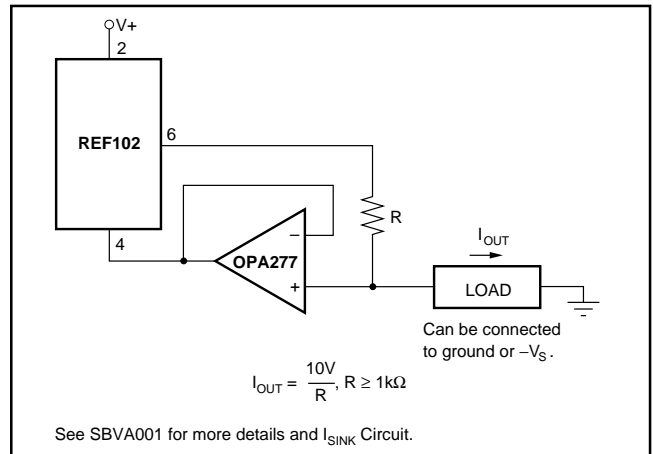 V+
2
REF102
6
R
4
–
OPA277
+
I_OUT
LOAD
Can be connected
to ground or –V_S.
I_OUT = 10V/R, R ≥ 1kΩ
See SBVA001 for more details and I_SINK Circuit.